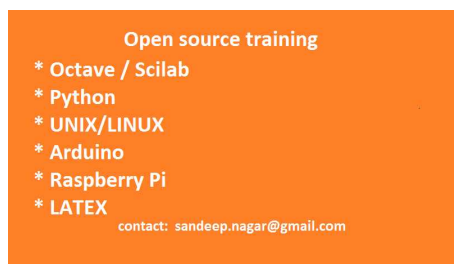 Open source training
* Octave / Scilab
* Python
* UNIX/LINUX
* Arduino
* Raspberry Pi
* LATEX
contact: sandeep.nagar@gmail.com